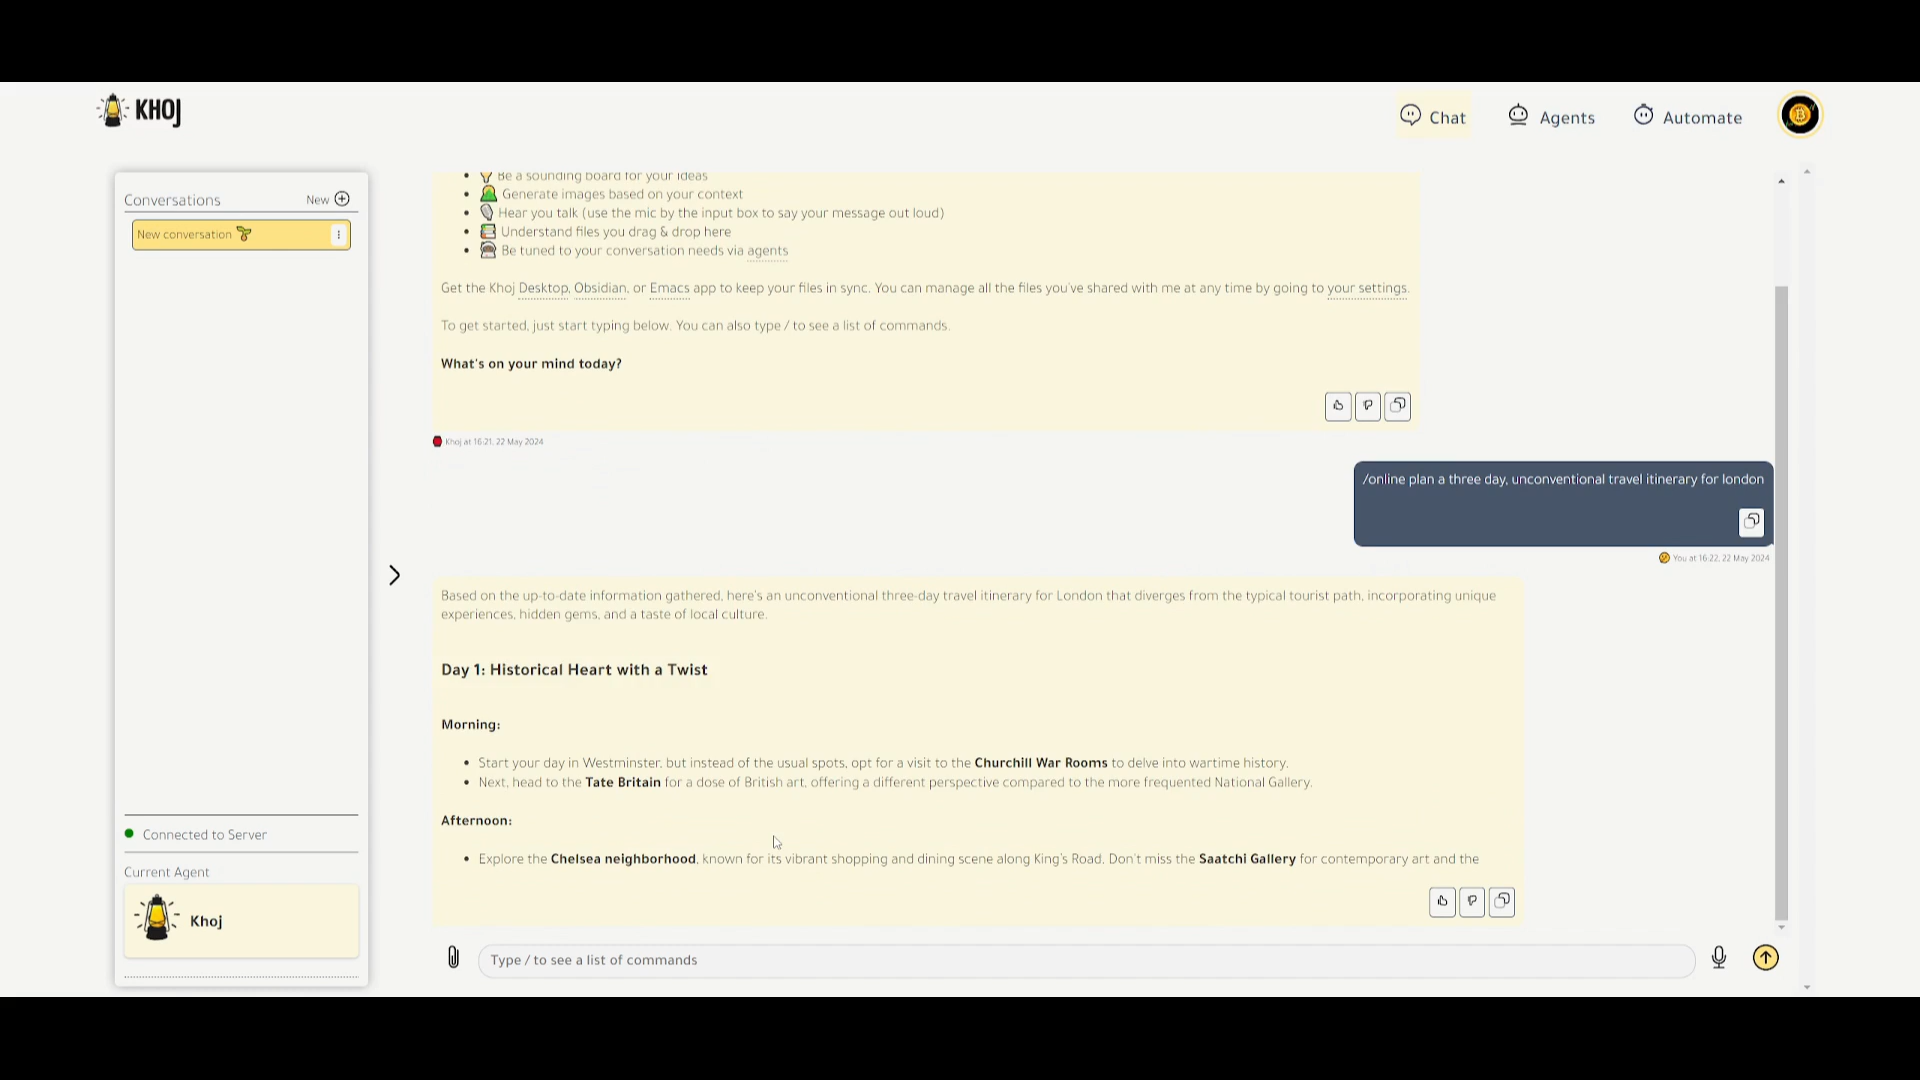 KHOJ
Chat
Agents
Automate
Conversations
New
New conversation
Be a sounding board for your ideas
Generate images based on your context
Hear you talk (use the mic by the input box to say your message out loud)
Understand files you drag & drop here
Be tuned to your conversation needs via agents
Get the Khoj Desktop, Obsidian, or Emacs app to keep your files in sync. You can manage all the files you've shared with me at any time by going to your settings.
To get started, just start typing below. You can also type / to see a list of commands.
What's on your mind today?
Khoj at 16:21, 22 May 2024
/online plan a three day, unconventional travel itinerary for london
You at 16:22, 22 May 2024
Based on the up-to-date information gathered, here's an unconventional three-day travel itinerary for London that diverges from the typical tourist path, incorporating unique
experiences, hidden gems, and a taste of local culture.
Day 1: Historical Heart with a Twist
Morning:
Start your day in Westminster, but instead of the usual spots, opt for a visit to the Churchill War Rooms to delve into wartime history.
Next, head to the Tate Britain for a dose of British art, offering a different perspective compared to the more frequented National Gallery.
Afternoon:
Explore the Chelsea neighborhood, known for its vibrant shopping and dining scene along King's Road. Don't miss the Saatchi Gallery for contemporary art and the
Connected to Server
Current Agent
Khoj
Type / to see a list of commands